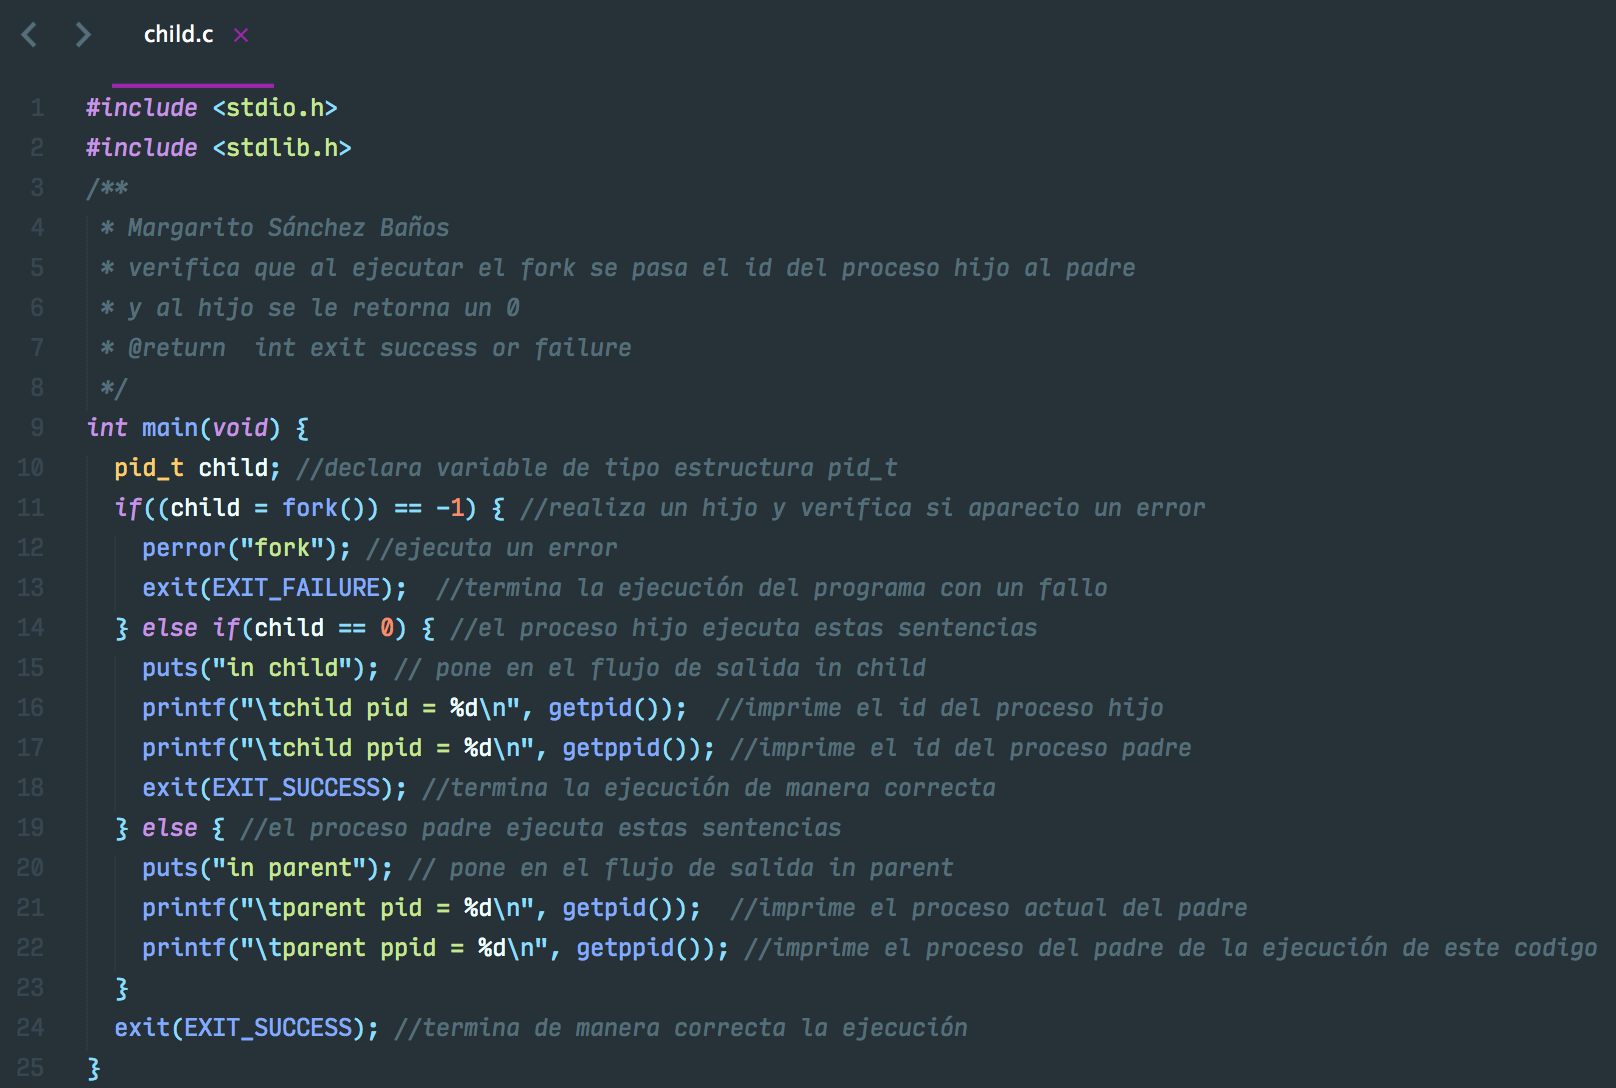 child.c ×
1 #include <stdio.h>
2 #include <stdlib.h>
3 /**
4  * Margarito Sánchez Baños
5  * verifica que al ejecutar el fork se pasa el id del proceso hijo al padre
6  * y al hijo se le retorna un 0
7  * @return  int exit success or failure
8  */
9 int main(void) {
10   pid_t child; //declara variable de tipo estructura pid_t
11   if((child = fork()) == -1) { //realiza un hijo y verifica si aparecio un error
12     perror("fork"); //ejecuta un error
13     exit(EXIT_FAILURE);  //termina la ejecución del programa con un fallo
14   } else if(child == 0) { //el proceso hijo ejecuta estas sentencias
15     puts("in child"); // pone en el flujo de salida in child
16     printf("\tchild pid = %d\n", getpid());  //imprime el id del proceso hijo
17     printf("\tchild ppid = %d\n", getppid()); //imprime el id del proceso padre
18     exit(EXIT_SUCCESS); //termina la ejecución de manera correcta
19   } else { //el proceso padre ejecuta estas sentencias
20     puts("in parent"); // pone en el flujo de salida in parent
21     printf("\tparent pid = %d\n", getpid());  //imprime el proceso actual del padre
22     printf("\tparent ppid = %d\n", getppid()); //imprime el proceso del padre de la ejecución de este codigo
23   }
24   exit(EXIT_SUCCESS); //termina de manera correcta la ejecución
25 }